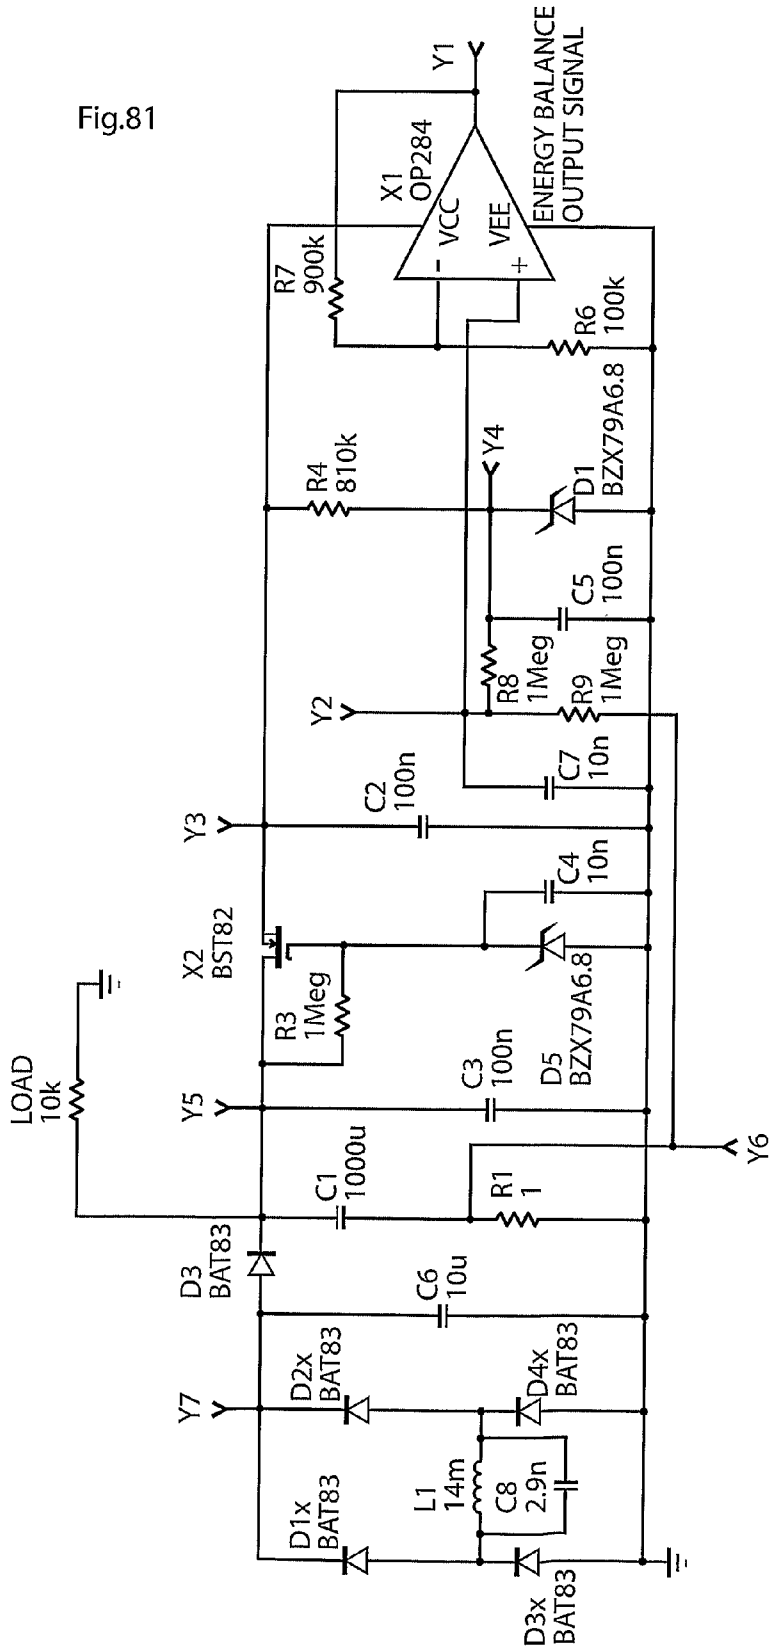 Fig.81
LOAD
10k
Y7
D3
BAT83
Y5
X2
BST82
Y3
D1x
BAT83
D2x
BAT83
C6
10u
C1
1000u
R3
1Meg
C2
100n
Y2
R4
810k
R7
900k
X1
OP284
Y1
VCC
VEE
-
+
ENERGY BALANCE
OUTPUT SIGNAL
L1
14m
C8
2.9n
D3x
BAT83
D4x
BAT83
R1
1
C3
100n
D5
BZX79A6.8
C4
10n
C7
10n
R8
1Meg
R9
1Meg
C5
100n
Y4
D1
BZX79A6.8
R6
100k
Y6